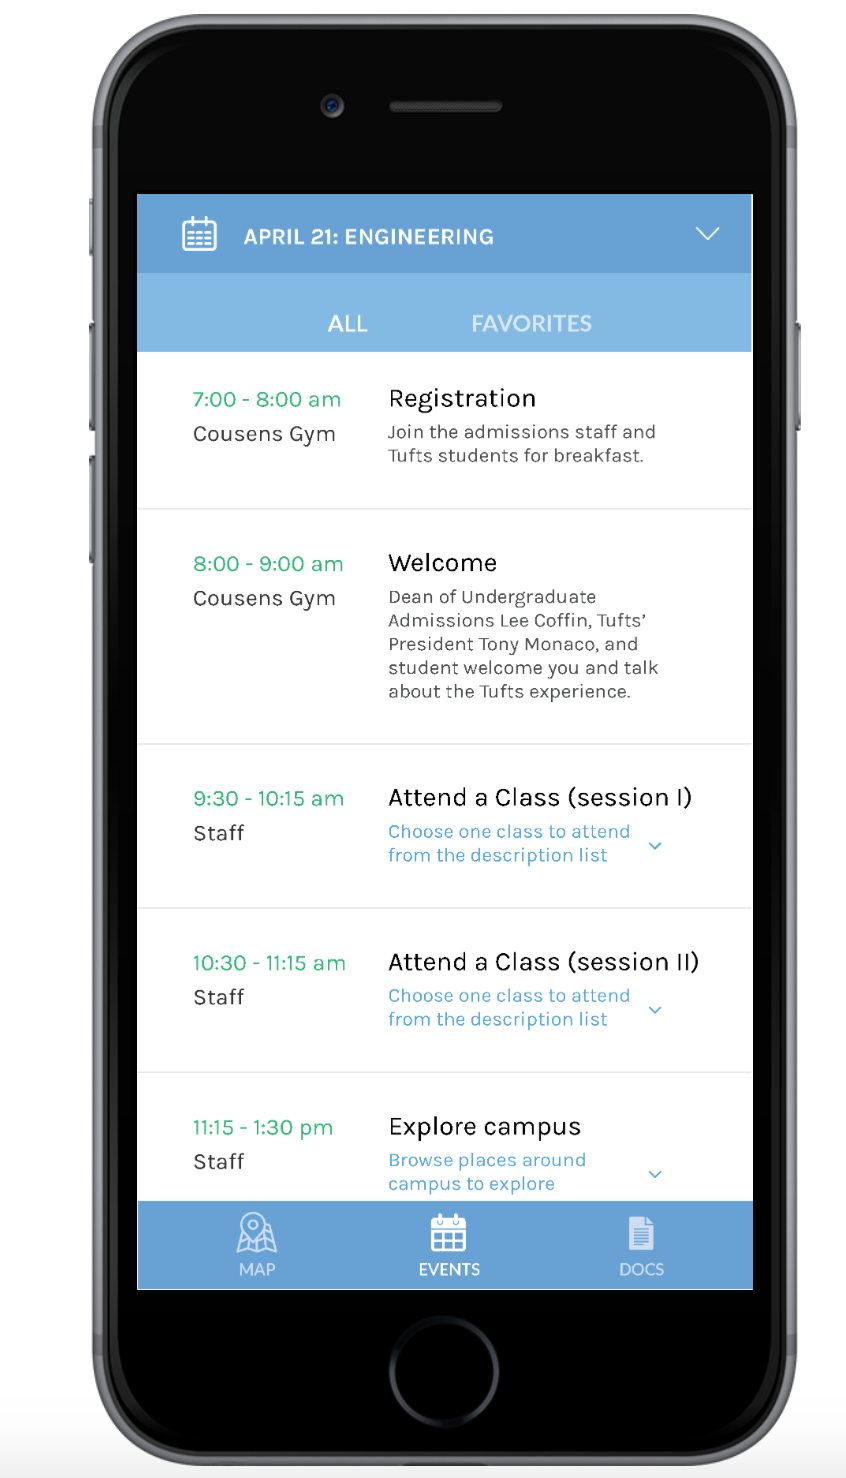 APRIL 21: ENGINEERING
ALL FAVORITES
7:00 - 8:00 am
Cousens Gym
Registration
Join the admissions staff and
Tufts students for breakfast.
8:00 - 9:00 am
Cousens Gym
Welcome
Dean of Undergraduate
Admissions Lee Coffin, Tufts’
President Tony Monaco, and
student welcome you and talk
about the Tufts experience.
9:30 - 10:15 am
Staff
Attend a Class (session I)
Choose one class to attend
from the description list
10:30 - 11:15 am
Staff
Attend a Class (session II)
Choose one class to attend
from the description list
11:15 - 1:30 pm
Staff
Explore campus
Browse places around
campus to explore
MAP EVENTS DOCS